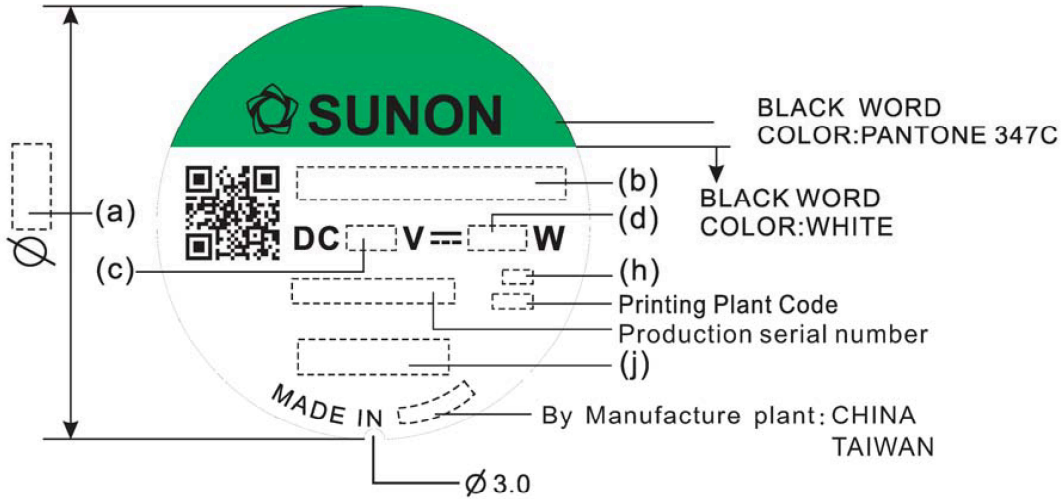 SUNON
BLACK WORD
COLOR:PANTONE 347C
(b)
BLACK WORD
COLOR:WHITE
(a)
Ø
DC V⎓ W
(d)
(c)
(h)
Printing Plant Code
Production serial number
(j)
MADE IN
By Manufacture plant: CHINA
TAIWAN
Ø 3.0